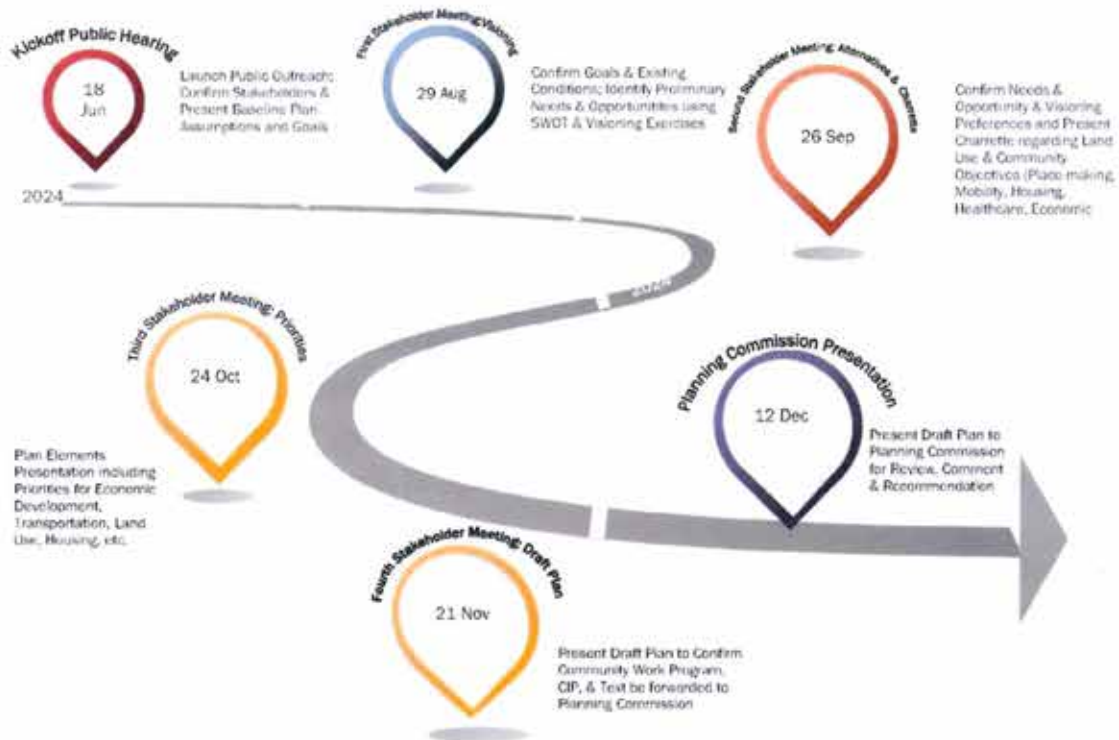 Kickoff Public Hearing
18
Jun
Launch Public Outreach;
Confirm Stakeholders &
Present Baseline Plan
Assumptions and Goals
First Stakeholder Meeting:Visioning
29 Aug
Confirm Goals & Existing
Conditions; Identify Preliminary
Needs & Opportunities using
SWOT & Visioning Exercises
Second Stakeholder Meeting: Alternatives & Charrette
26 Sep
Confirm Needs &
Opportunity & Visioning
Preferences and Present
Charrette regarding Land
Use & Community
Objectives (Place-making,
Mobility, Housing,
Healthcare, Economic
2024
Third Stakeholder Meeting: Priorities
24 Oct
Plan Elements
Presentation including
Priorities for Economic
Development,
Transportation, Land
Use, Housing, etc.
Planning Commission Presentation
12 Dec
Present Draft Plan to
Planning Commission
for Review, Comment
& Recommendation
Fourth Stakeholder Meeting: Draft Plan
21 Nov
Present Draft Plan to Confirm
Community Work Program,
CIP, & Text be forwarded to
Planning Commission